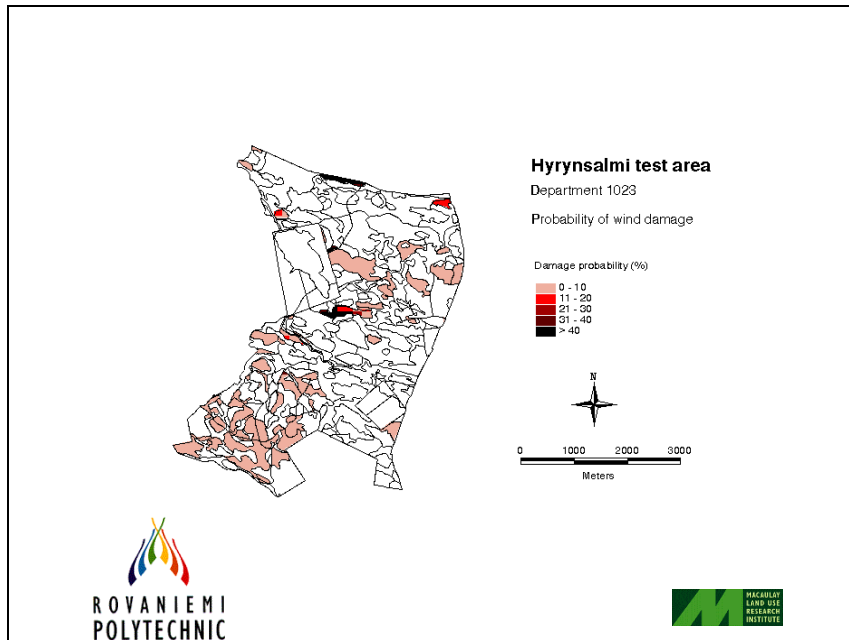 Hyrynsalmi test area
Department 1023
Probability of wind damage
Damage probability (%)
0 - 10
11 - 20
21 - 30
31 - 40
> 40
N
0 1000 2000 3000
Meters
ROVANIEMI
POLYTECHNIC
MACAULAY
LAND USE
RESEARCH
INSTITUTE